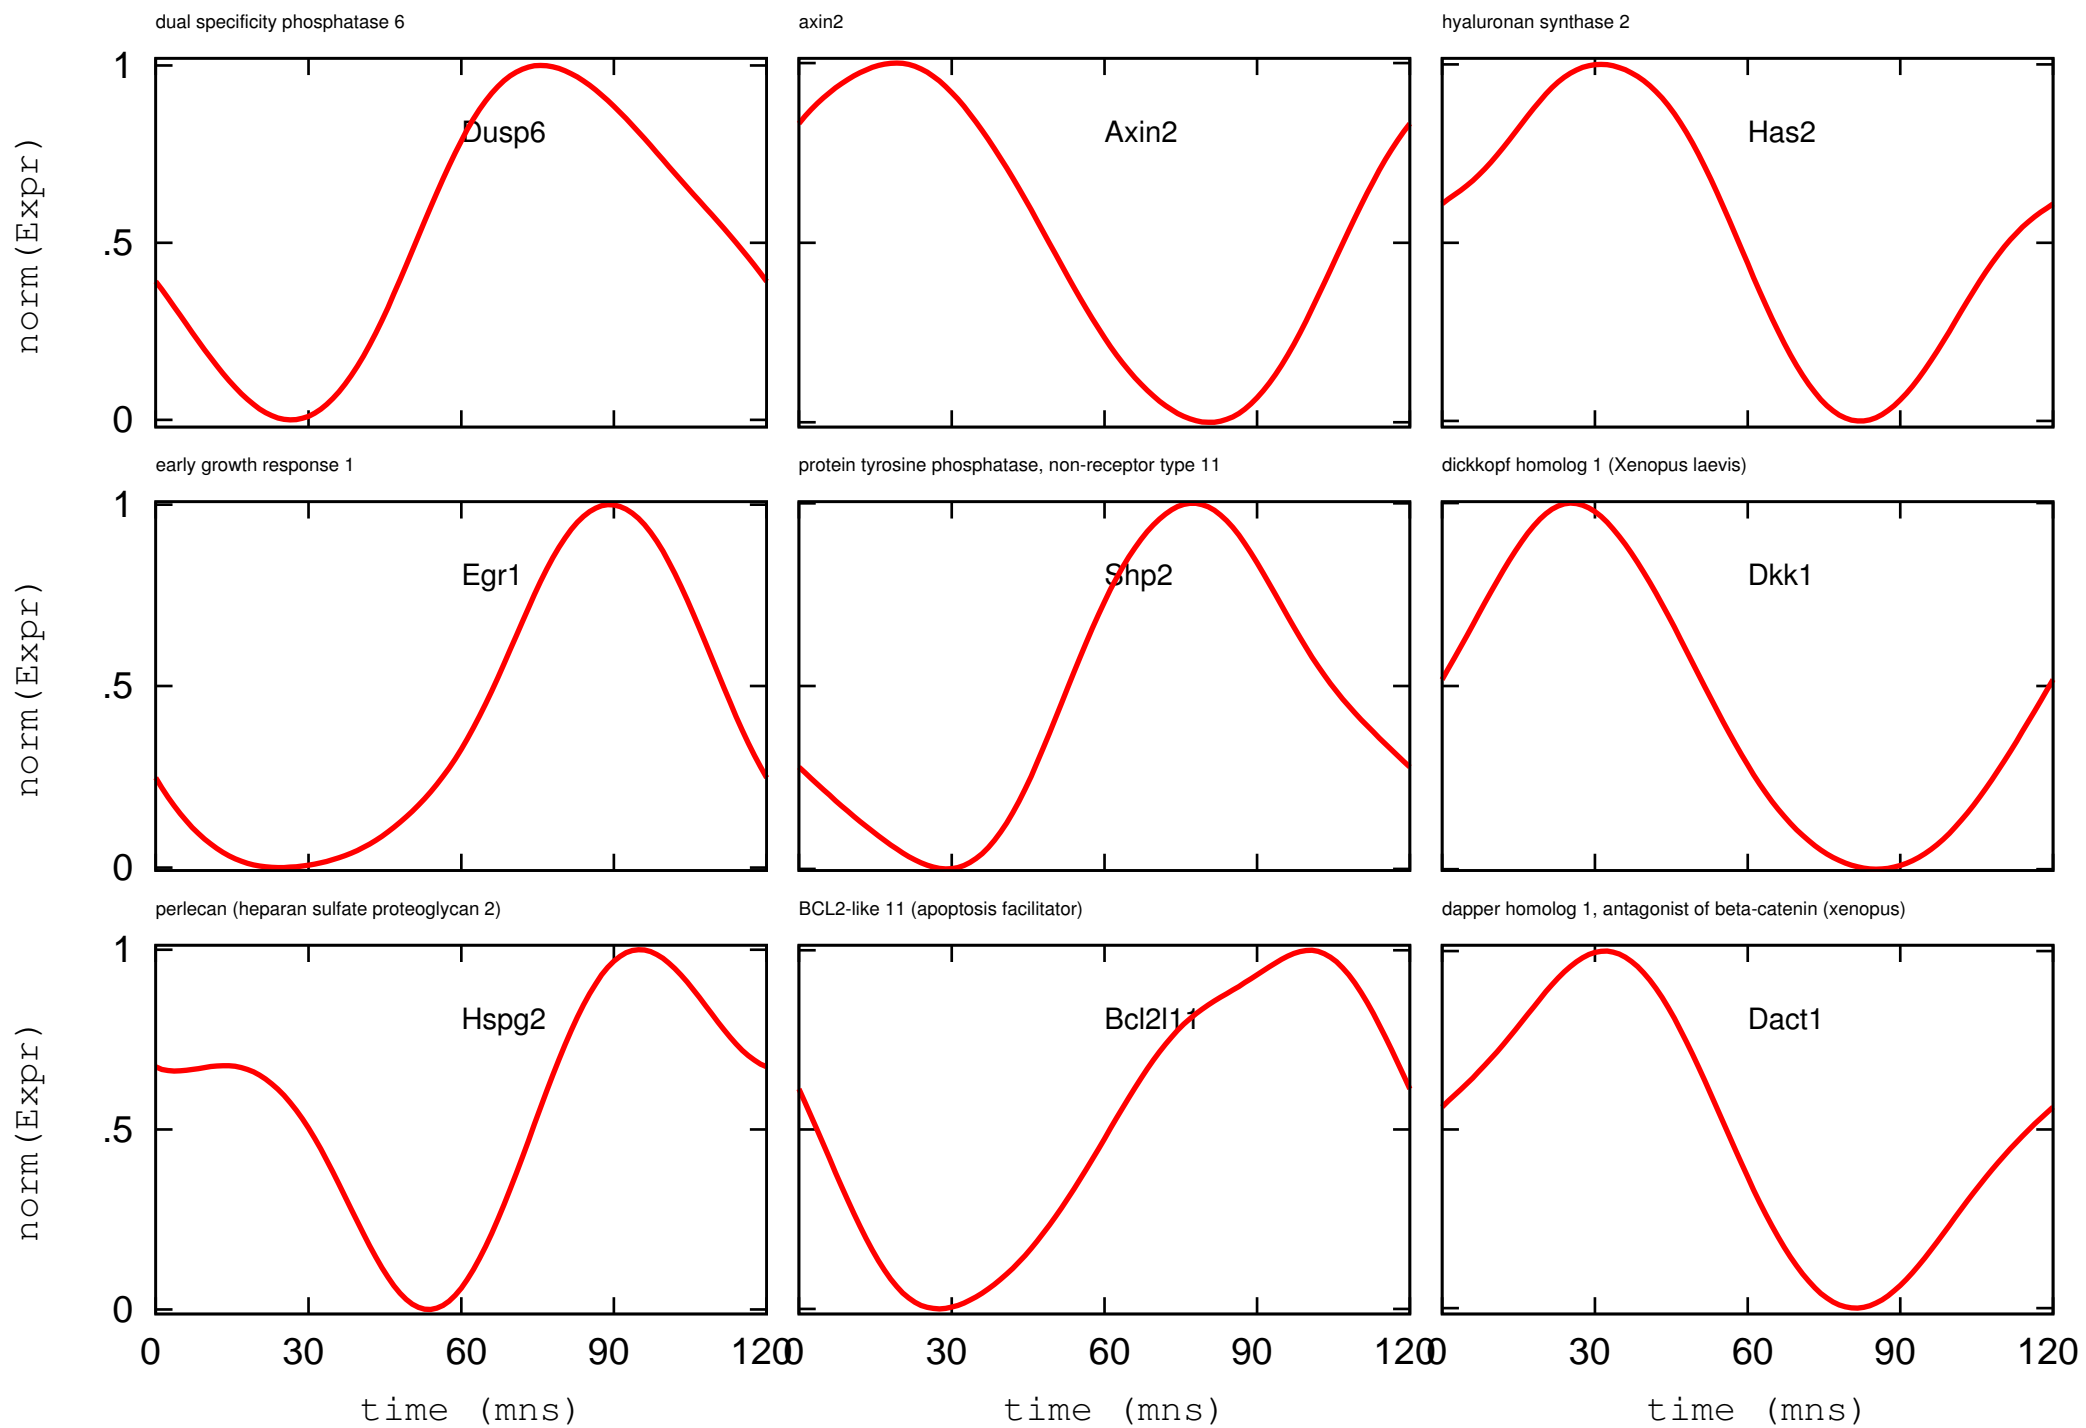 dual specificity phosphatase 6
axin2
hyaluronan synthase 2
norm(Expr)
1
.5
0
Dusp6
Axin2
Has2
early growth response 1
protein tyrosine phosphatase, non-receptor type 11
dickkopf homolog 1 (Xenopus laevis)
norm(Expr)
1
.5
0
Egr1
Shp2
Dkk1
perlecan (heparan sulfate proteoglycan 2)
BCL2-like 11 (apoptosis facilitator)
dapper homolog 1, antagonist of beta-catenin (xenopus)
norm(Expr)
1
.5
0
Hspg2
Bcl2l11
Dact1
0 30 60 90 120
0 30 60 90 120
0 30 60 90 120
time (mns)
time (mns)
time (mns)